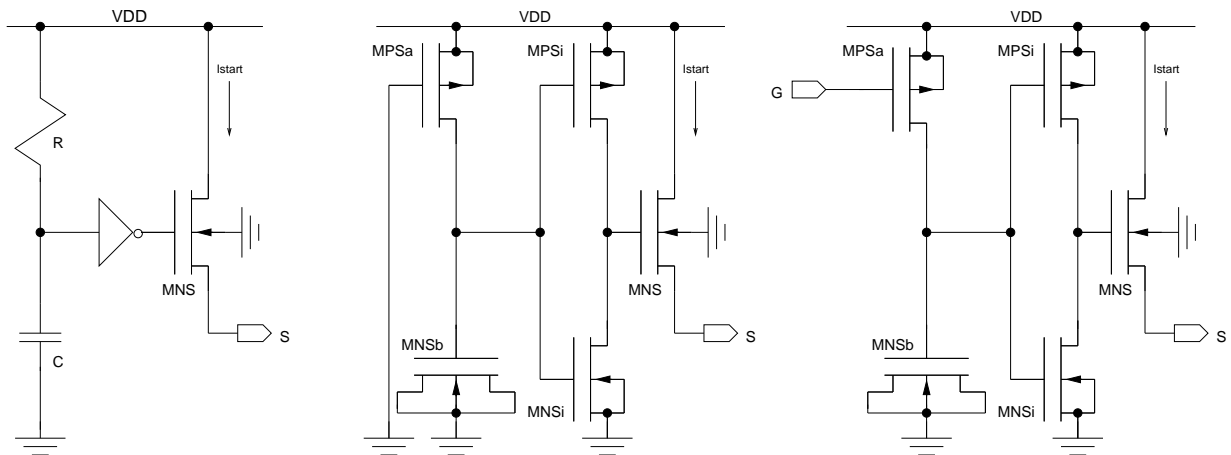 VDD
Istart
R
MNS
S
C
VDD
MPSa
MPSi
Istart
MNS
S
MNSb
MNSi
VDD
MPSa
MPSi
Istart
G
MNS
S
MNSb
MNSi